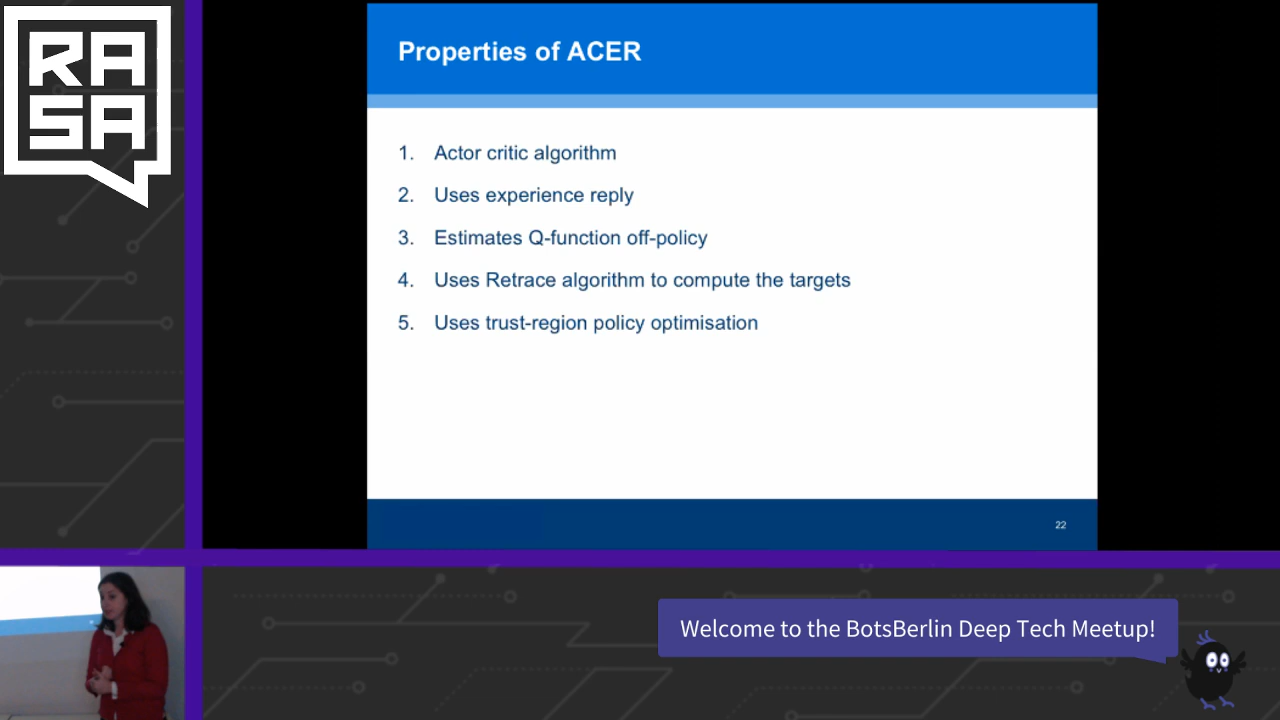 RA
SA
Properties of ACER
1. Actor critic algorithm
2. Uses experience reply
3. Estimates Q-function off-policy
4. Uses Retrace algorithm to compute the targets
5. Uses trust-region policy optimisation
22
Welcome to the BotsBerlin Deep Tech Meetup!